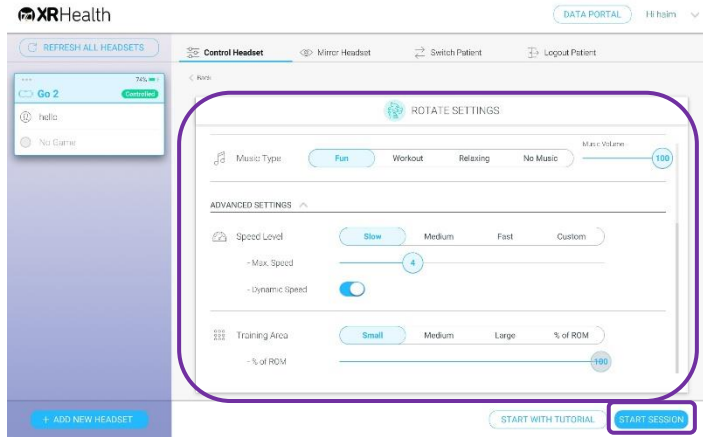 XRHealth
DATA PORTAL
Hi haim
REFRESH ALL HEADSETS
Control Headset
Mirror Headset
Switch Patient
Logout Patient
74%
Go 2
Controlled
hello
No Game
< Back
ROTATE SETTINGS
Music Type
Fun
Workout
Relaxing
No Music
Music Volume
100
ADVANCED SETTINGS
Speed Level
Slow
Medium
Fast
Custom
- Max. Speed
4
- Dynamic Speed
Training Area
Small
Medium
Large
% of ROM
- % of ROM
100
+ ADD NEW HEADSET
START WITH TUTORIAL
START SESSION